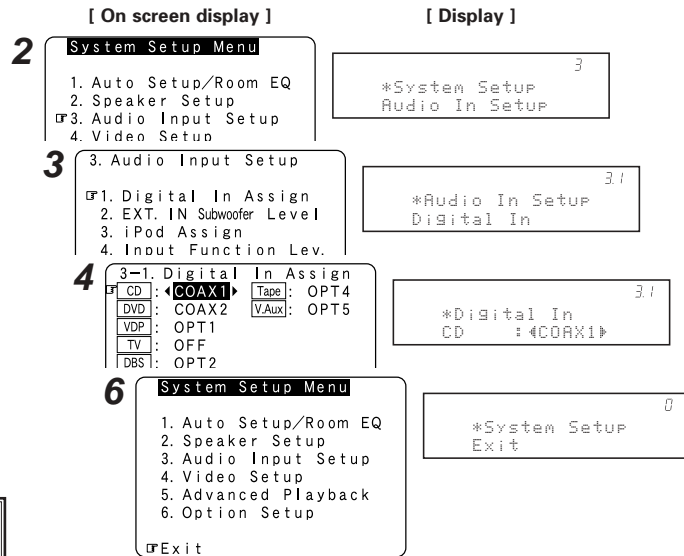 [ On screen display ]
[ Display ]
2
System Setup Menu
1. Auto Setup/Room EQ
2. Speaker Setup
☞3. Audio Input Setup
4. Video Setup
3
*System Setup
Audio In Setup
3
3. Audio Input Setup
☞1. Digital In Assign
2. EXT. IN Subwoofer Level
3. iPod Assign
4. Input Function Lev.
3.1
*Audio In Setup
Digital In
4
3-1. Digital In Assign
☞ CD : ◀COAX1▶ Tape : OPT4
DVD : COAX2 V.Aux : OPT5
VDP : OPT1
TV : OFF
DBS : OPT2
3.1
*Digital In
CD :◀COAX1▶
6
System Setup Menu
1. Auto Setup/Room EQ
2. Speaker Setup
3. Audio Input Setup
4. Video Setup
5. Advanced Playback
6. Option Setup
☞Exit
0
*System Setup
Exit